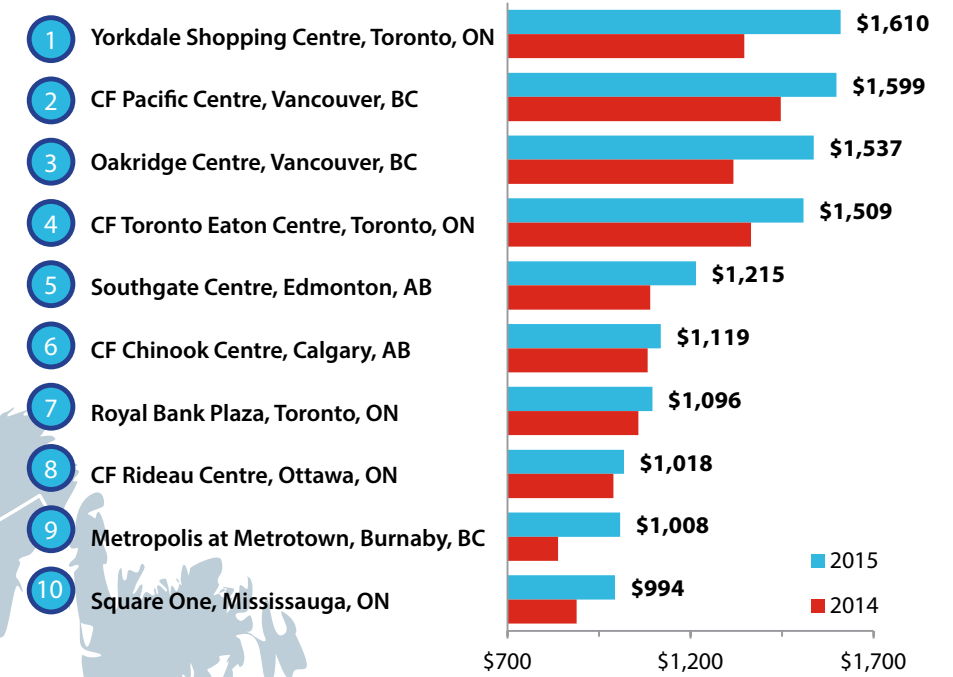 1 Yorkdale Shopping Centre, Toronto, ON $1,610
2 CF Pacific Centre, Vancouver, BC $1,599
3 Oakridge Centre, Vancouver, BC $1,537
4 CF Toronto Eaton Centre, Toronto, ON $1,509
5 Southgate Centre, Edmonton, AB $1,215
6 CF Chinook Centre, Calgary, AB $1,119
7 Royal Bank Plaza, Toronto, ON $1,096
8 CF Rideau Centre, Ottawa, ON $1,018
9 Metropolis at Metrotown, Burnaby, BC $1,008
10 Square One, Mississauga, ON $994
2015
2014
$700 $1,200 $1,700